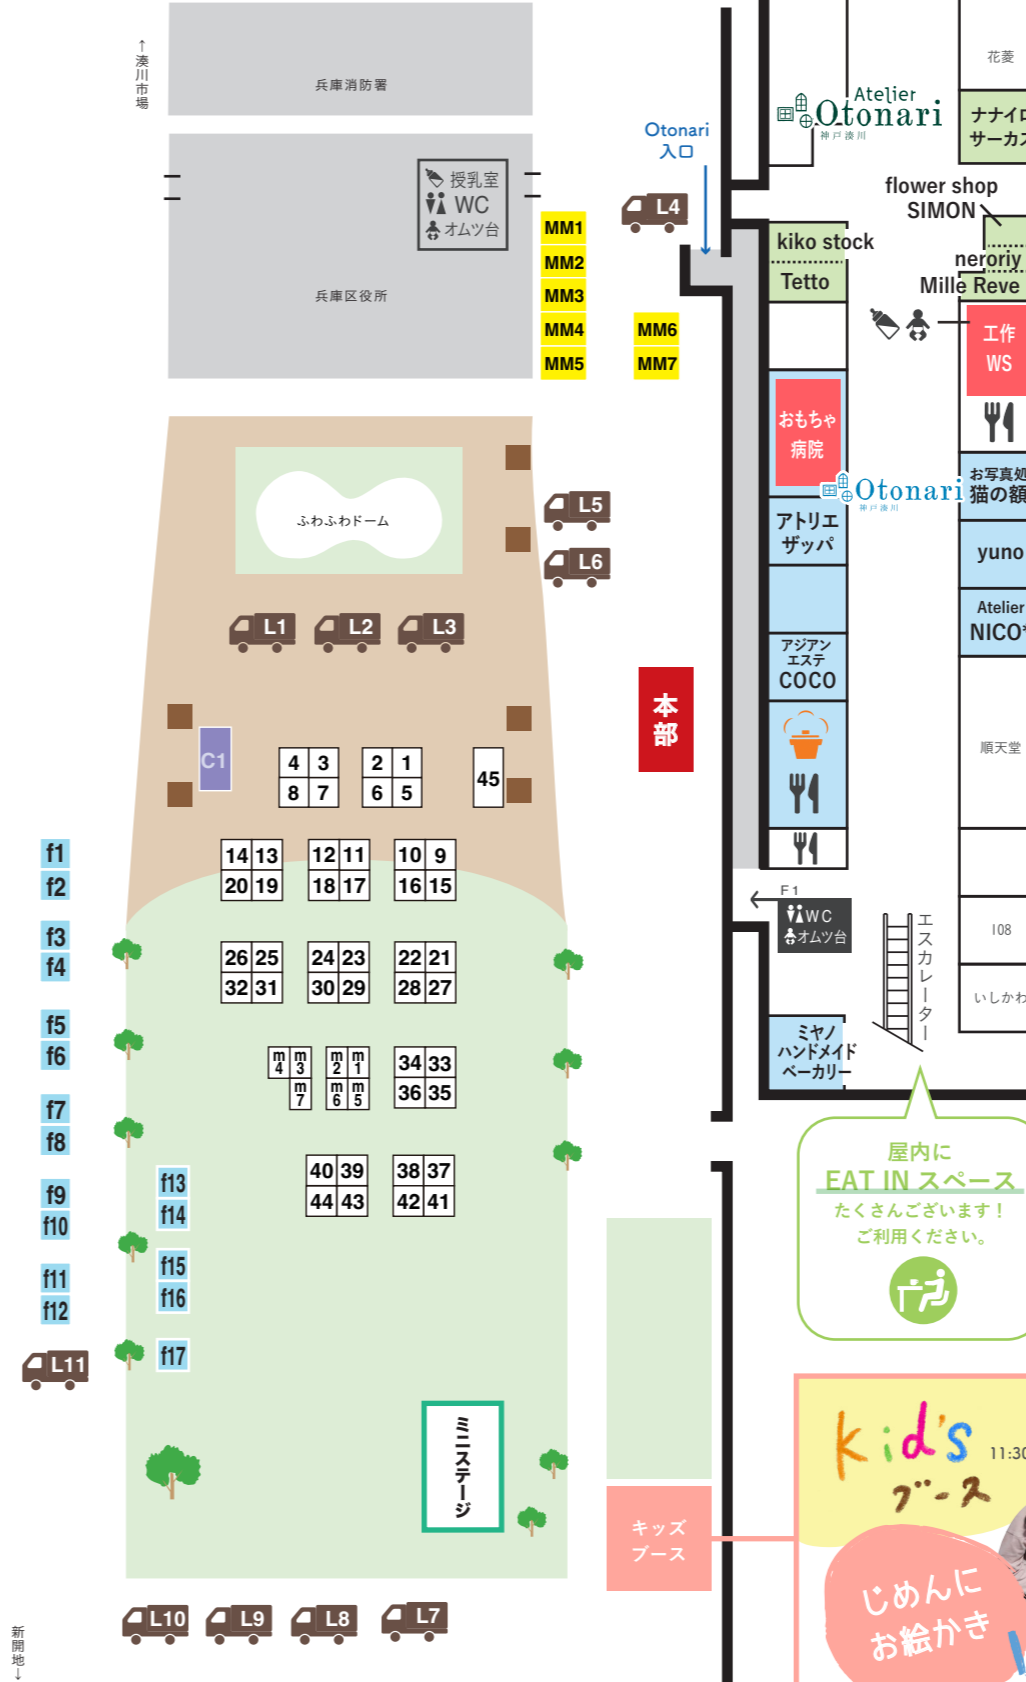 ↑湊川市場
兵庫消防署
授乳室
WC
オムツ台
兵庫区役所
MM1
MM2
MM3
MM4
MM5
MM6
MM7
L4
Otonari
入口
Atelier
Otonari
神戸湊川
花菱
ナナイロ
サーカス
flower shop
SIMON
kiko stock
Tetto
neroriy
Mille Reve
工作
WS
おもちゃ
病院
Otonari
神戸湊川
お写真処
猫の額
アトリエ
ザッパ
yuno
Atelier
NICO*
アジアン
エステ
COCO
順天堂
ふわふわドーム
L5
L6
L1 L2 L3
本部
C1
4 3 2 1
8 7 6 5
45
14 13 12 11 10 9
20 19 18 17 16 15
26 25 24 23 22 21
32 31 30 29 28 27
m4 m3 m2 m1 34 33
m7 m6 m5 36 35
40 39 38 37
44 43 42 41
f1
f2
f3
f4
f5
f6
f7
f8
f9
f10
f11
f12
f13
f14
f15
f16
f17
L11
F1
WC
オムツ台
エスカレーター
108
いしかわ
ミヤノ
ハンドメイド
ベーカリー
屋内に
EAT IN スペース
たくさんございます！
ご利用ください。
ミニステージ
キッズ
ブース
kid's
ブース
11:30
じめんに
お絵かき
L10 L9 L8 L7
新開地↓